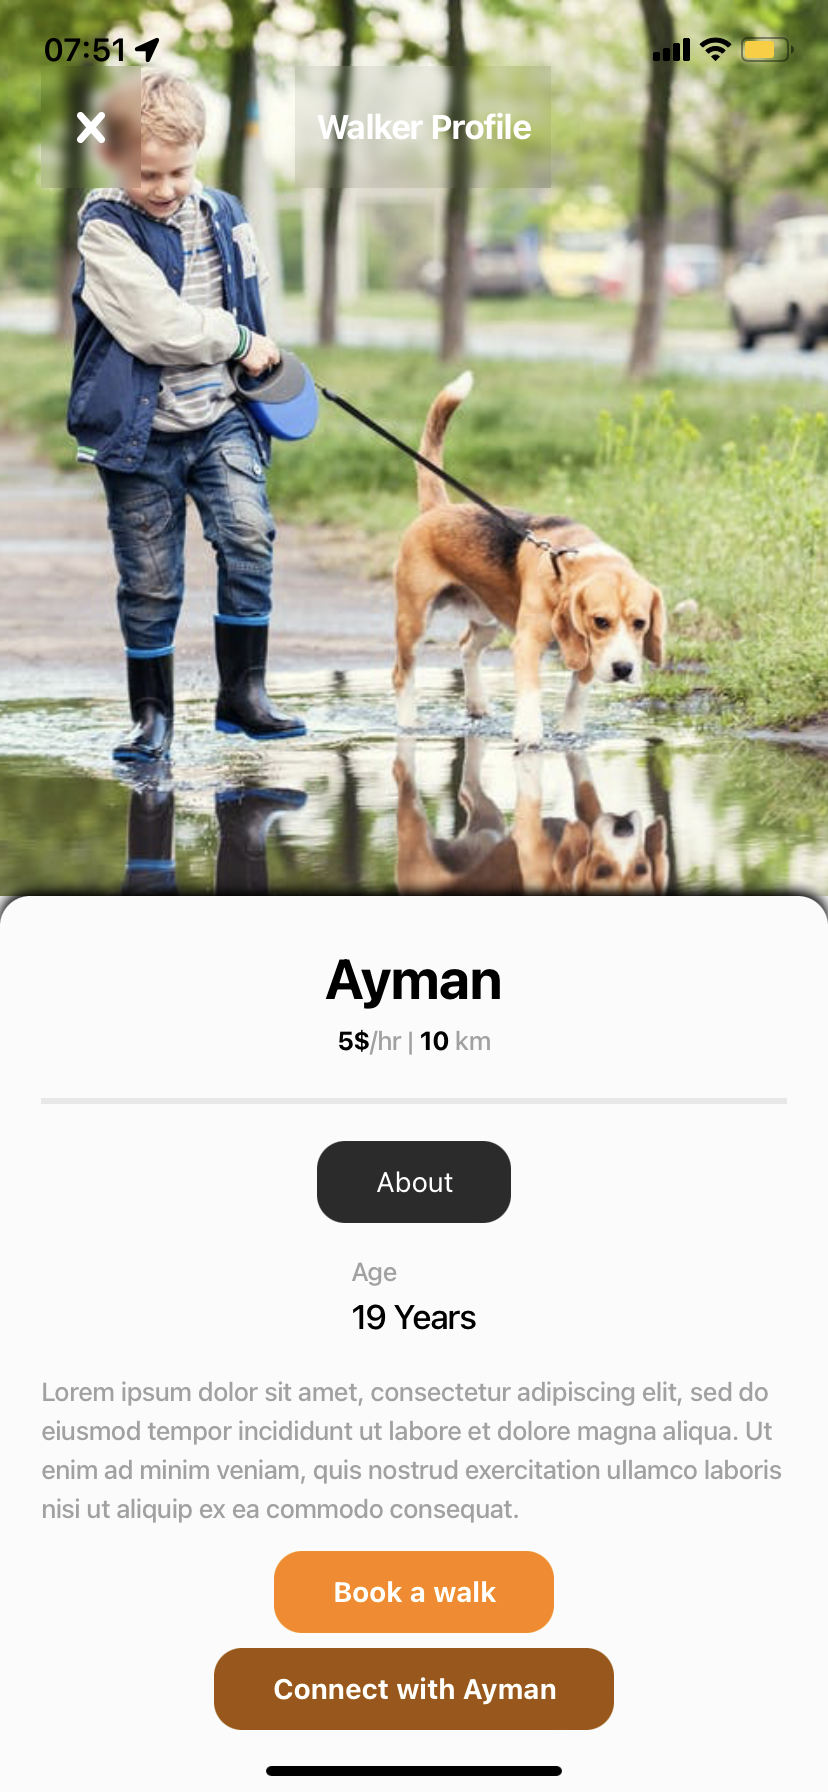 07:51
Walker Profile
Ayman
5$/hr | 10 km
About
Age
19 Years
Lorem ipsum dolor sit amet, consectetur adipiscing elit, sed do
eiusmod tempor incididunt ut labore et dolore magna aliqua. Ut
enim ad minim veniam, quis nostrud exercitation ullamco laboris
nisi ut aliquip ex ea commodo consequat.
Book a walk
Connect with Ayman